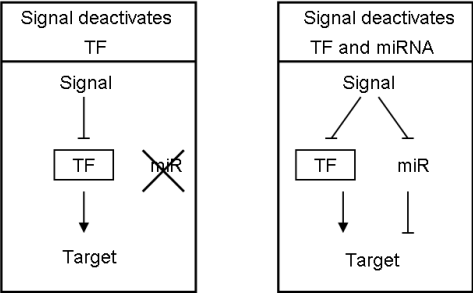 Signal deactivates
TF
Signal
TF
miR
Target
Signal deactivates
TF and miRNA
Signal
TF
miR
Target